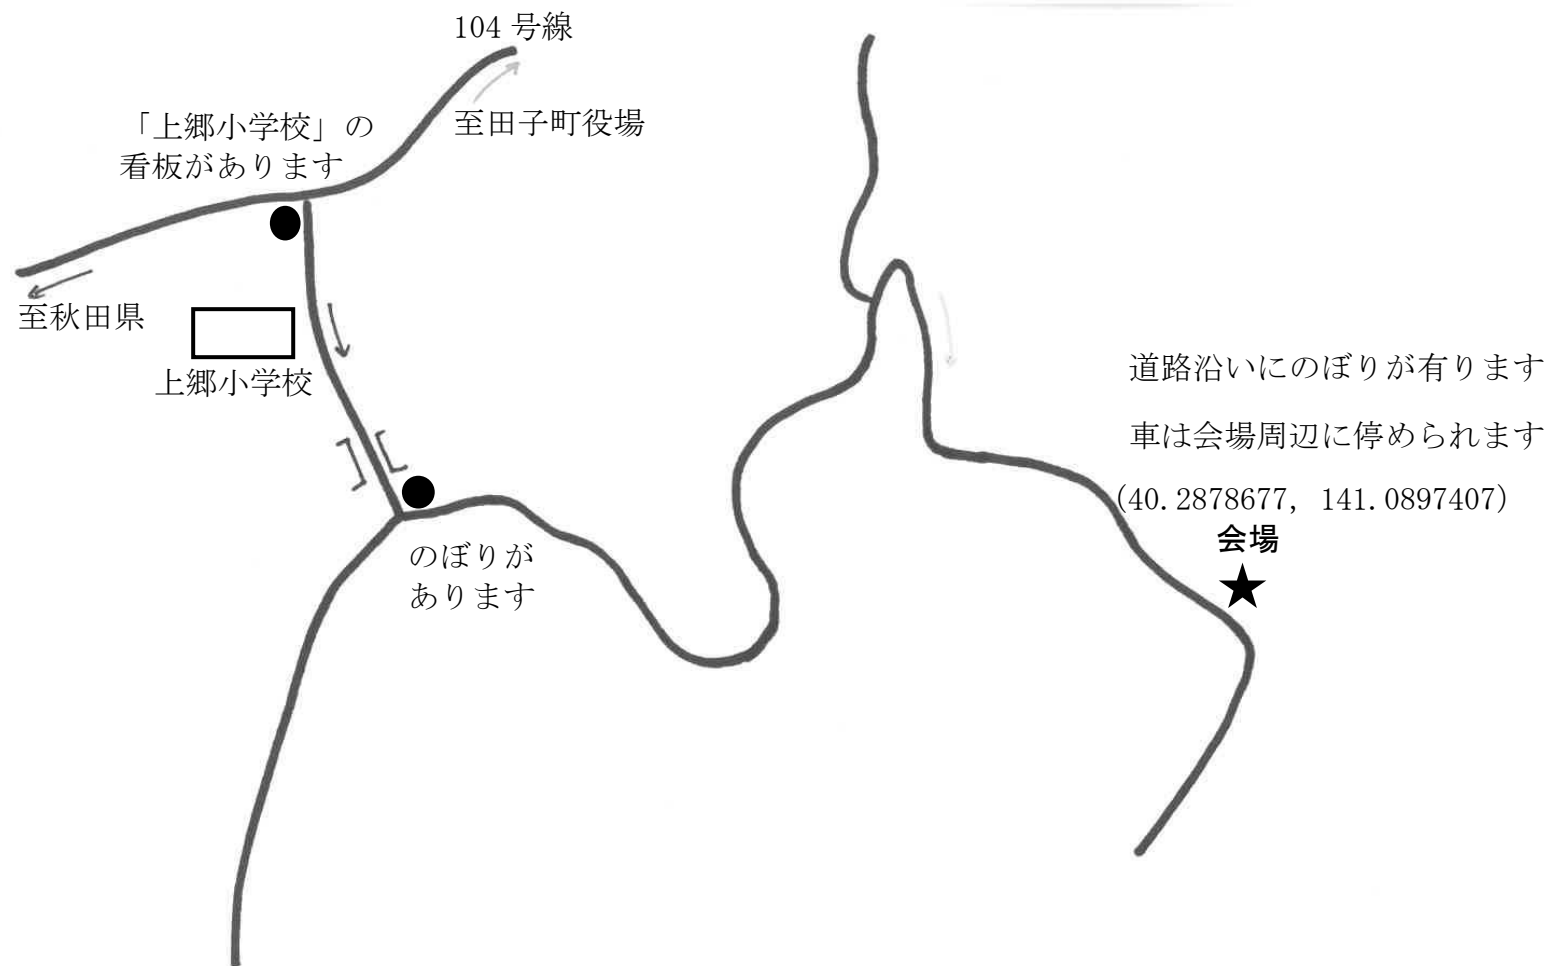 104 号線
「上郷小学校」の
看板があります
至田子町役場
至秋田県
上郷小学校
道路沿いにのぼりが有ります
車は会場周辺に停められます
(40.2878677, 141.0897407)
会場
のぼりが
あります